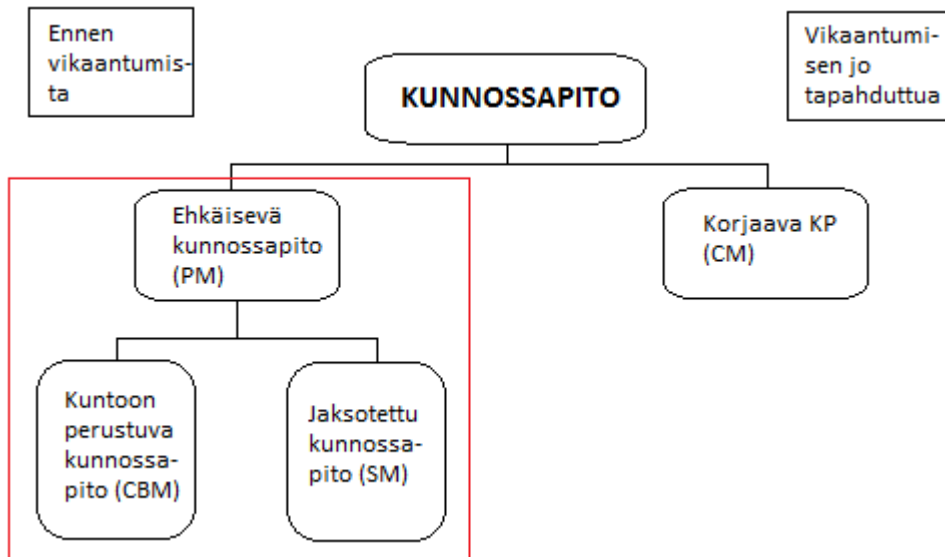 Ennen
vikaantumis-
ta
Vikaantumi-
sen jo
tapahduttua
KUNNOSSAPITO
Ehkäisevä
kunnossapito
(PM)
Korjaava KP
(CM)
Kuntoon
perustuva
kunnossa-
pito (CBM)
Jaksotettu
kunnossa-
pito (SM)